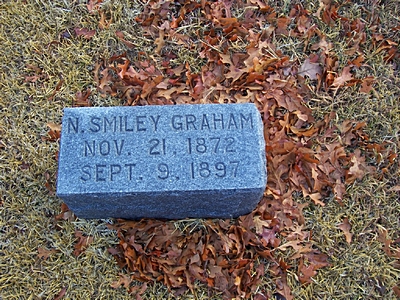 N. SMILEY GRAHAM
NOV. 21, 1872
SEPT. 9, 1897